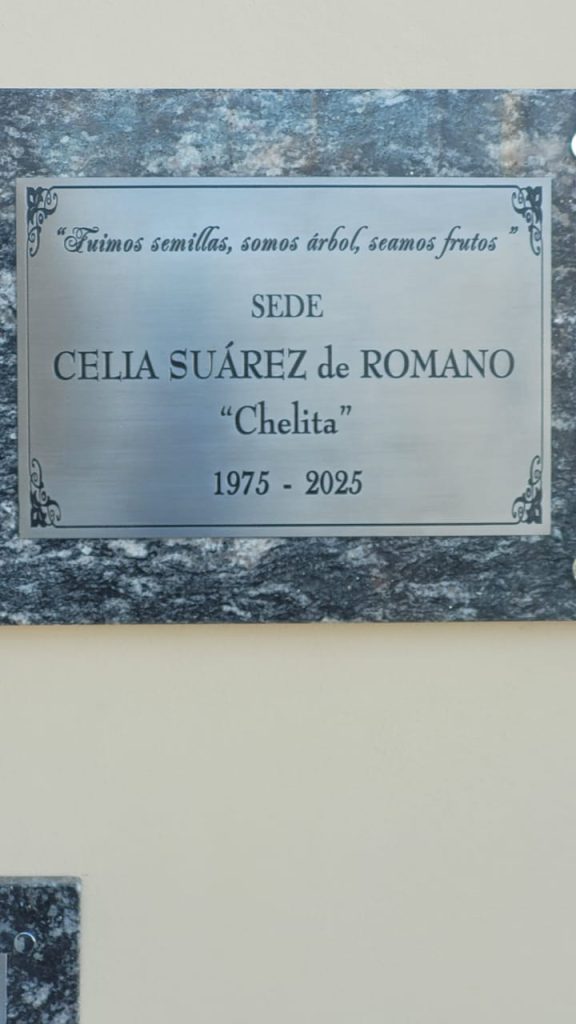 “Fuimos semillas, somos árbol, seamos frutos”
SEDE
CELIA SUÁREZ de ROMANO
“Chelita”
1975 - 2025